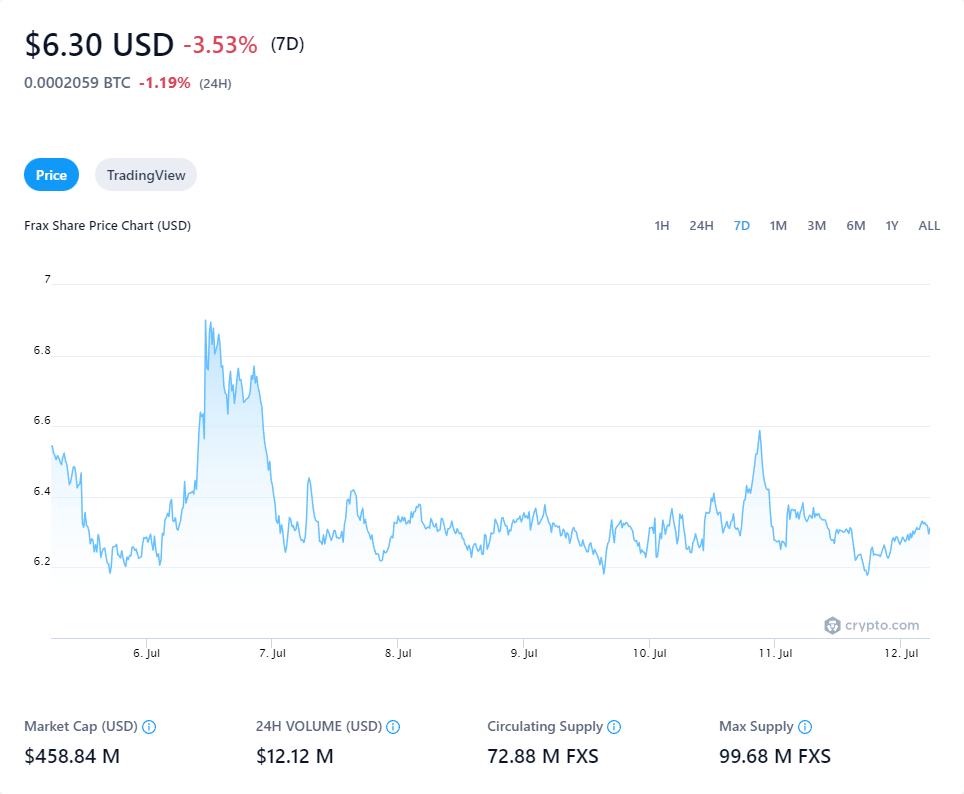 $6.30 USD -3.53% (7D)
0.0002059 BTC -1.19% (24H)
Price TradingView
Frax Share Price Chart (USD) 1H 24H 7D 1M 3M 6M 1Y ALL
7
6.8
6.6
6.4
6.2
crypto.com
6. Jul 7. Jul 8. Jul 9. Jul 10. Jul 11. Jul 12. Jul
Market Cap (USD) 24H VOLUME (USD) Circulating Supply Max Supply
$458.84 M $12.12 M 72.88 M FXS 99.68 M FXS